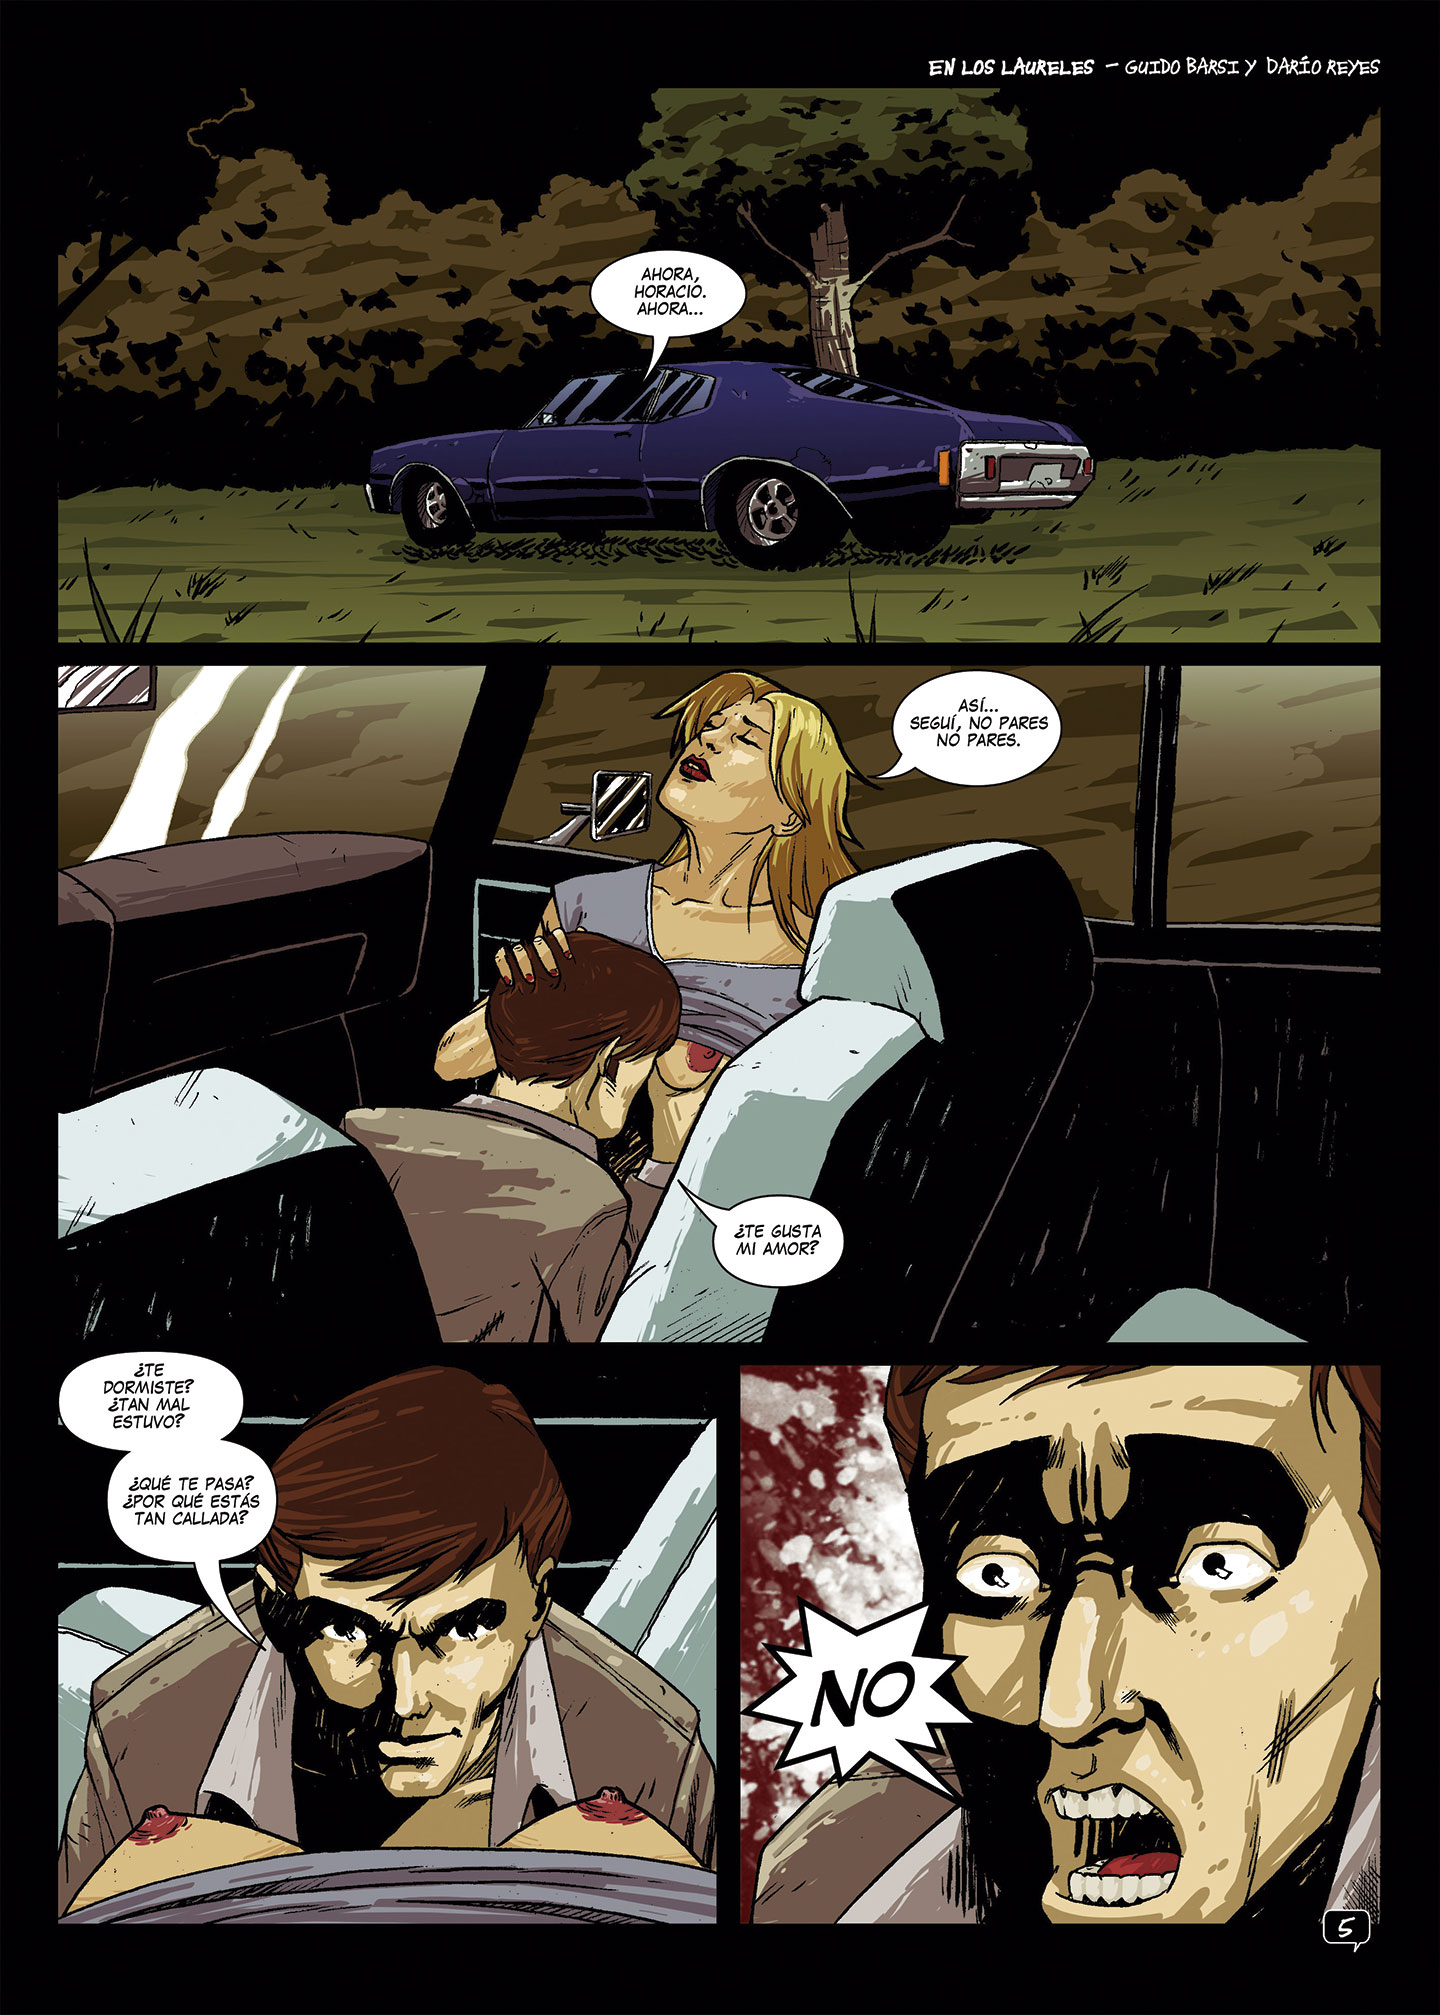 EN LOS LAURELES – GUIDO BARSI Y DARÍO REYES
AHORA,
HORACIO.
AHORA...
ASÍ...
SEGUÍ, NO PARES
NO PARES.
¿TE GUSTA
MI AMOR?
¿TE
DORMISTE?
¿TAN MAL
ESTUVO?
¿QUÉ TE PASA?
¿POR QUÉ ESTÁS
TAN CALLADA?
NO
5